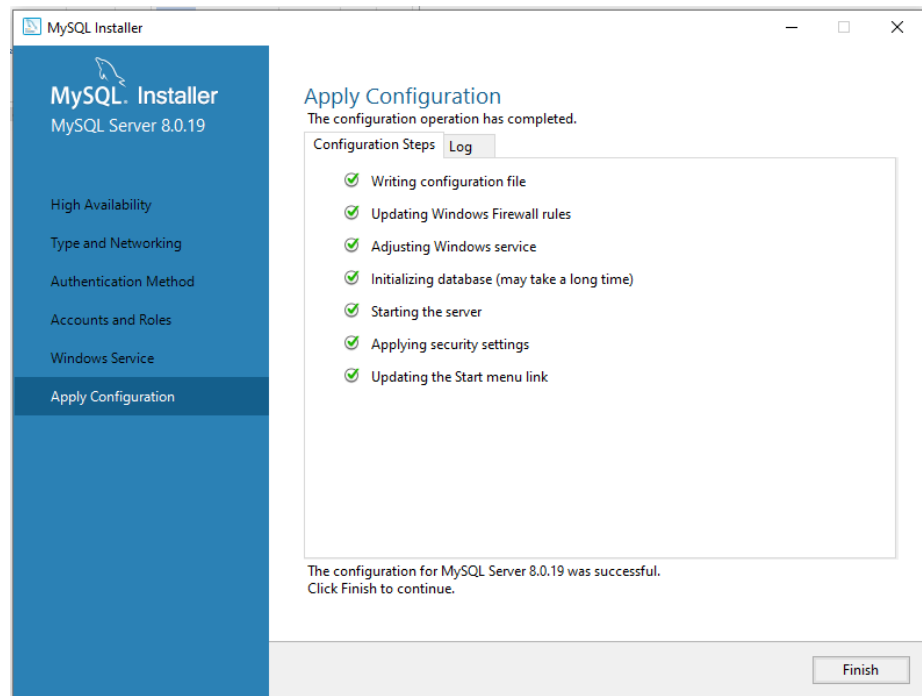 MySQL Installer
MySQL. Installer
MySQL Server 8.0.19
High Availability
Type and Networking
Authentication Method
Accounts and Roles
Windows Service
Apply Configuration
Apply Configuration
The configuration operation has completed.
Configuration Steps Log
Writing configuration file
Updating Windows Firewall rules
Adjusting Windows service
Initializing database (may take a long time)
Starting the server
Applying security settings
Updating the Start menu link
The configuration for MySQL Server 8.0.19 was successful.
Click Finish to continue.
Finish